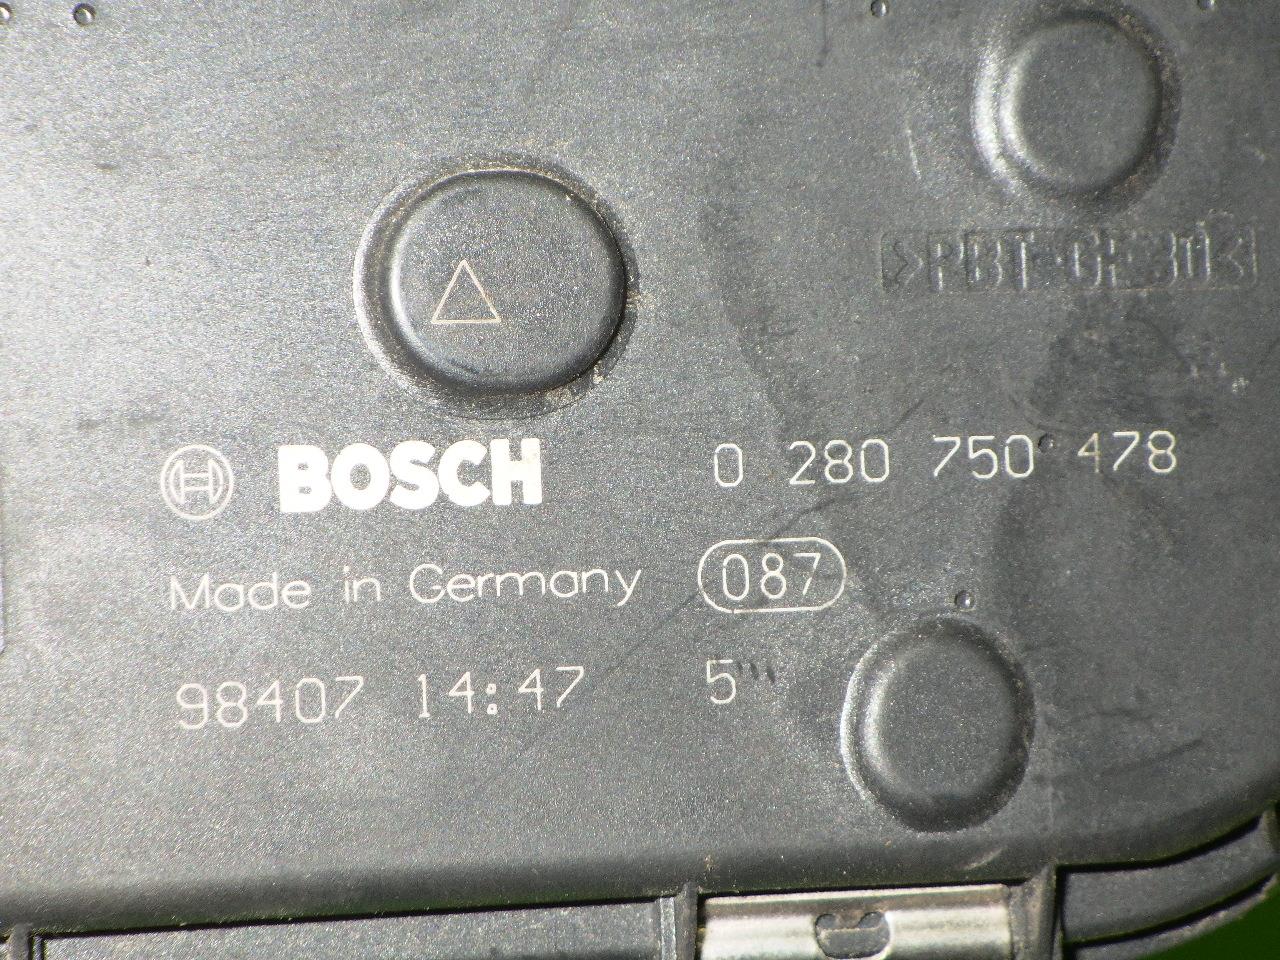 >PBT-GF30<
BOSCH 0 280 750 478
Made in Germany 087
98407 14:47 5